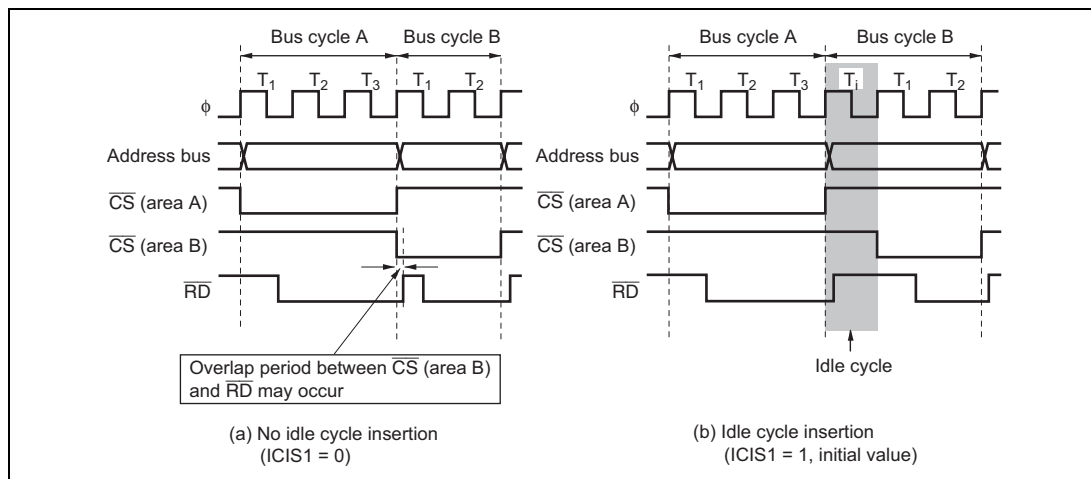 Bus cycle A Bus cycle B
T1 T2 T3 T1 T2
φ
Address bus
CS (area A)
CS (area B)
RD
Overlap period between CS (area B)
and RD may occur
(a) No idle cycle insertion
(ICIS1 = 0)
Bus cycle A Bus cycle B
T1 T2 T3 Ti T1 T2
φ
Address bus
CS (area A)
CS (area B)
RD
Idle cycle
(b) Idle cycle insertion
(ICIS1 = 1, initial value)